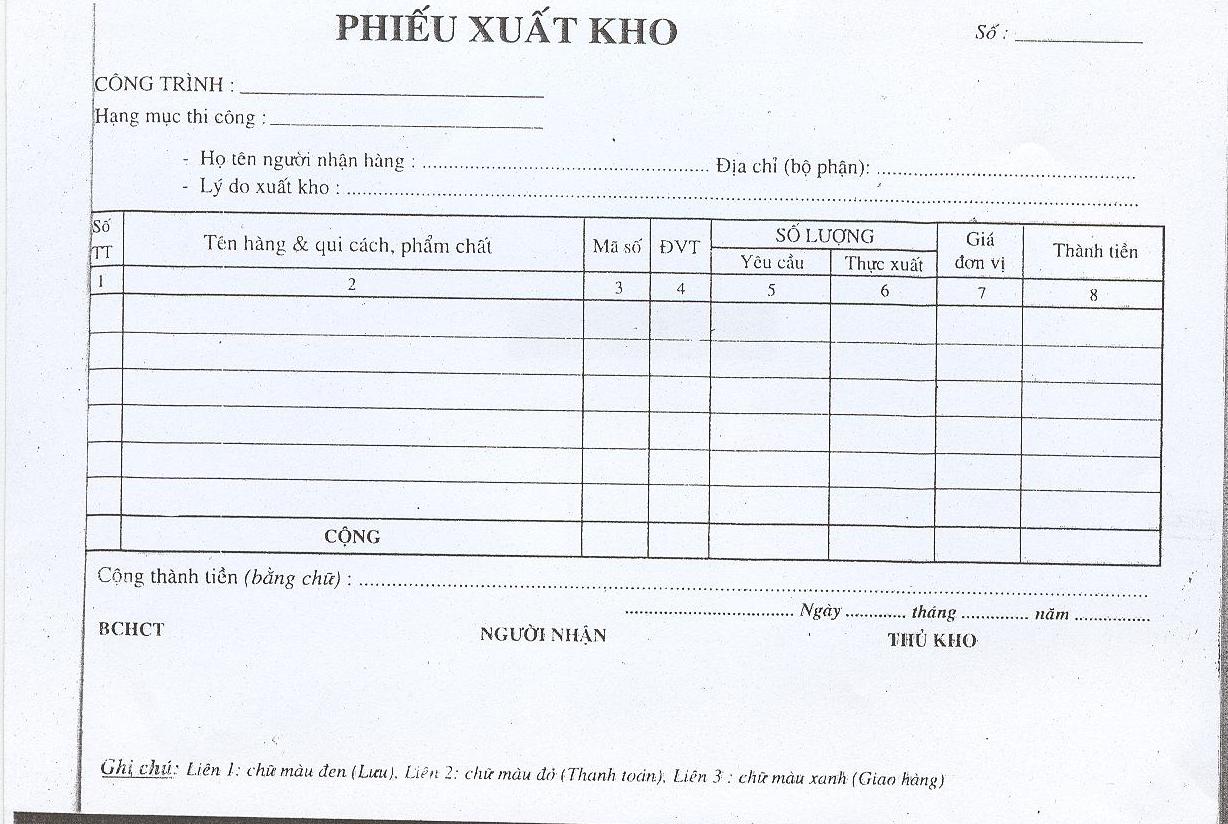 PHIẾU XUẤT KHO Số : ____________
CÔNG TRÌNH : ____________
Hạng mục thi công : ____________
- Họ tên người nhận hàng : ............ Địa chỉ (bộ phận): ............
- Lý do xuất kho : ............
Số TT | Tên hàng & qui cách, phẩm chất | Mã số | ĐVT | SỐ LƯỢNG | Giá đơn vị | Thành tiền
Yêu cầu | Thực xuất
1 | 2 | 3 | 4 | 5 | 6 | 7 | 8
CỘNG
Cộng thành tiền (bằng chữ) : ............
............ Ngày ............ tháng ............ năm ............
BCHCT NGƯỜI NHẬN THỦ KHO
Ghi chú: Liên 1: chữ màu đen (Lưu), Liên 2: chữ màu đỏ (Thanh toán), Liên 3 : chữ màu xanh (Giao hàng)